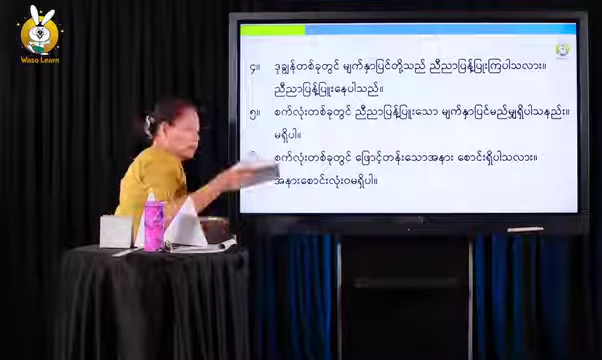 Waso Learn
၄။ ဒုချွန်တစ်ခုတွင် မျက်နှာပြင်တို့သည် ညီညာပြန့်ပြူးကြပါသလား။
ညီညာပြန့်ပြူးနေပါသည်။
၅။ စက်လုံးတစ်ခုတွင် ညီညာပြန့်ပြူးသော မျက်နှာပြင်မည်မျှရှိပါသနည်း။
မရှိပါ။
စက်လုံးတစ်ခုတွင် ဖြောင့်တန်းသောအနား စောင်းရှိပါသလား။
အနားစောင်းလုံးဝမရှိပါ။